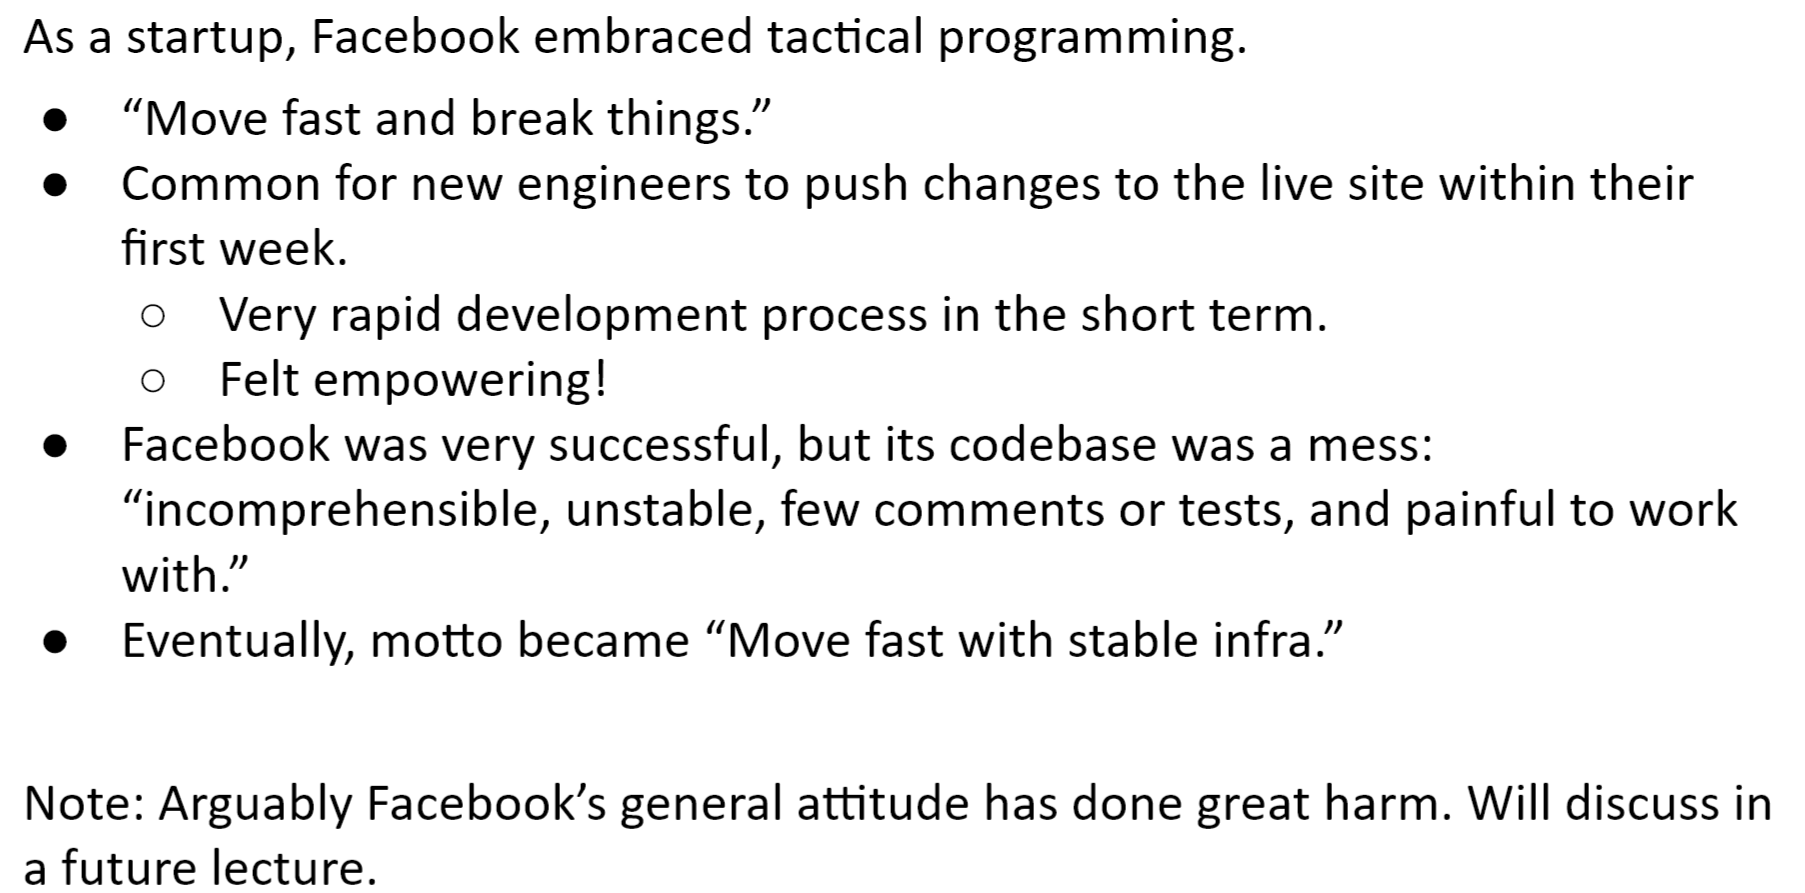 As a startup, Facebook embraced tactical programming.
● “Move fast and break things.”
● Common for new engineers to push changes to the live site within their
first week.
○ Very rapid development process in the short term.
○ Felt empowering!
● Facebook was very successful, but its codebase was a mess:
“incomprehensible, unstable, few comments or tests, and painful to work
with.”
● Eventually, motto became “Move fast with stable infra.”
Note: Arguably Facebook’s general attitude has done great harm. Will discuss in
a future lecture.